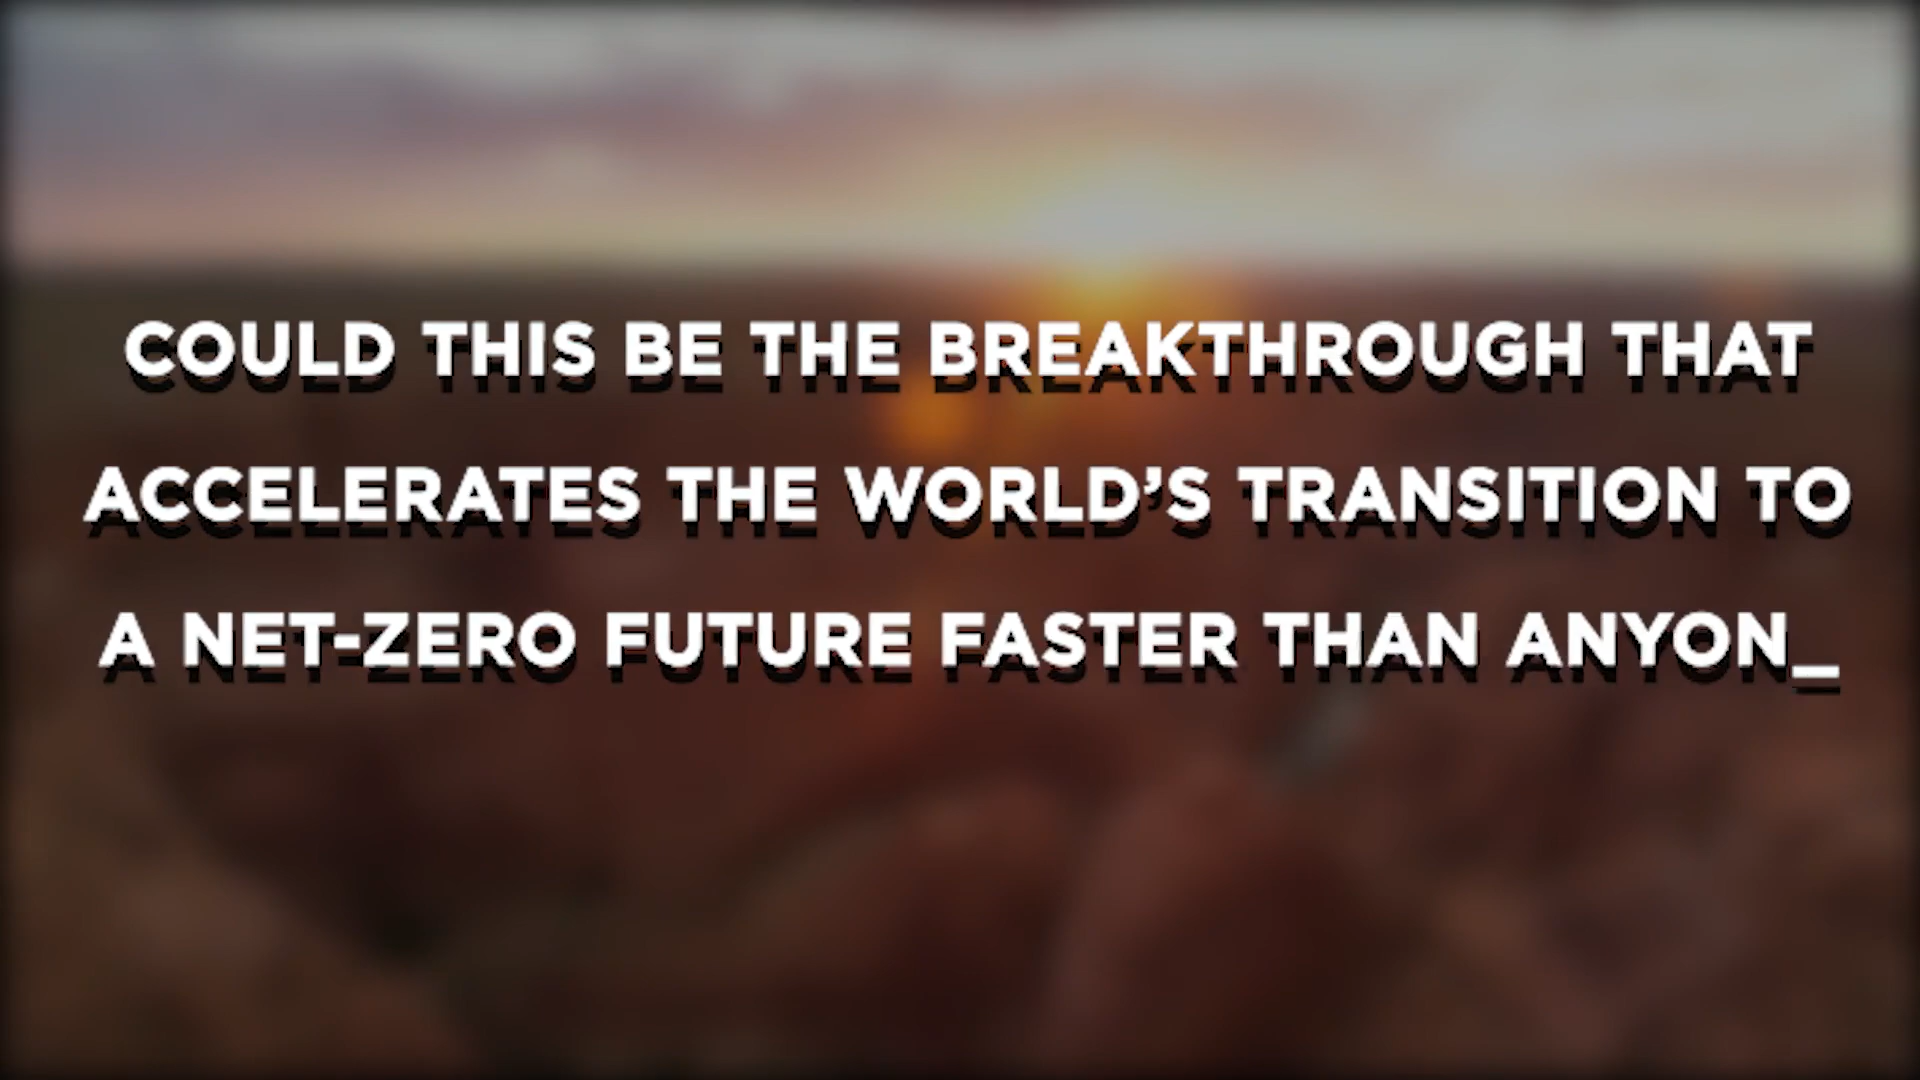 COULD THIS BE THE BREAKTHROUGH THAT
ACCELERATES THE WORLD’S TRANSITION TO
A NET-ZERO FUTURE FASTER THAN ANYON_